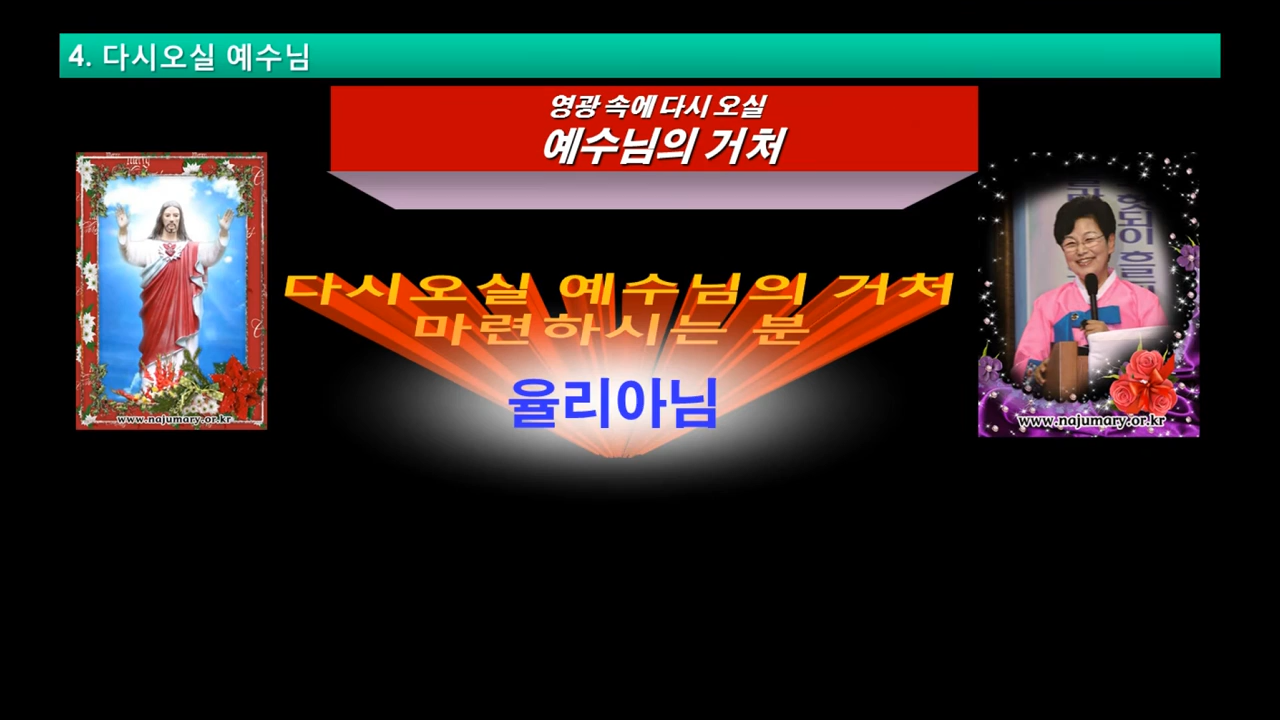 4. 다시오실 예수님
영광 속에 다시 오실
예수님의 거처
다시오실 예수님의 거처
마련하시는 분
율리아님
www.najumary.or.kr
www.najumary.or.kr